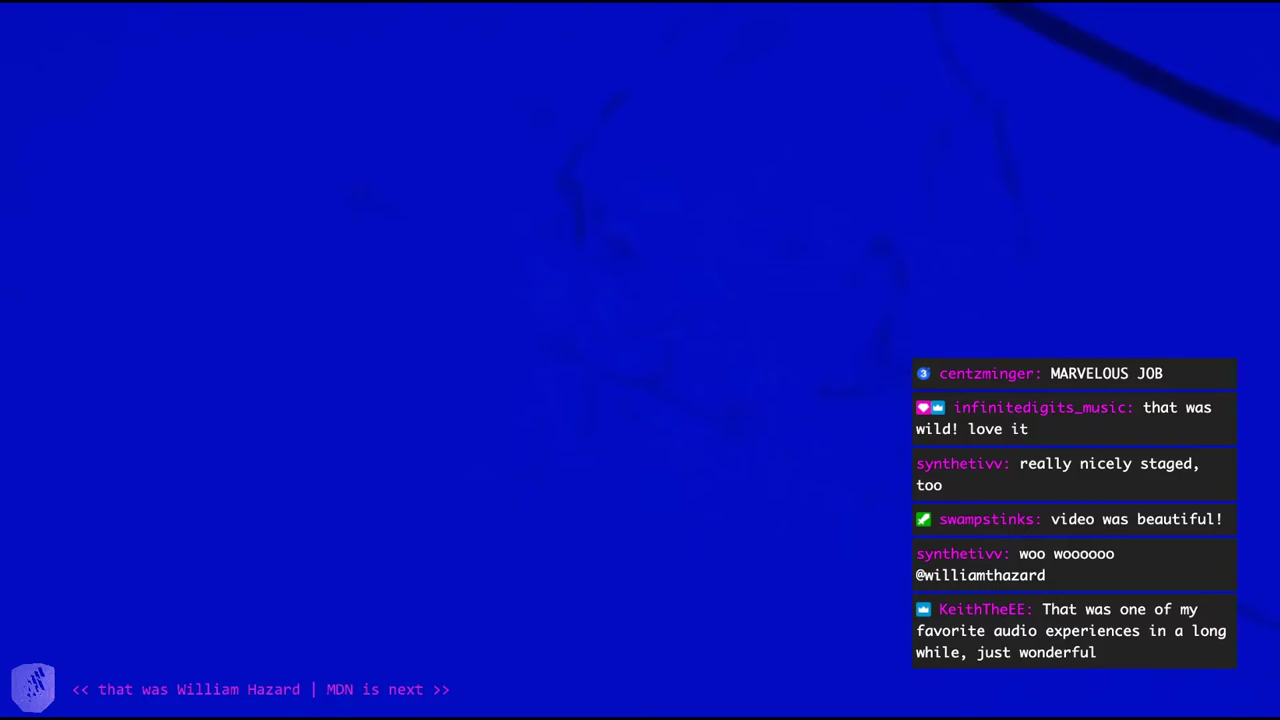 centzminger: MARVELOUS JOB
infinitedigits_music: that was
wild! love it
synthetivv: really nicely staged,
too
swampstinks: video was beautiful!
synthetivv: woo woooooo
@williamthazard
KeithTheEE: That was one of my
favorite audio experiences in a long
while, just wonderful
<< that was William Hazard | MDN is next >>